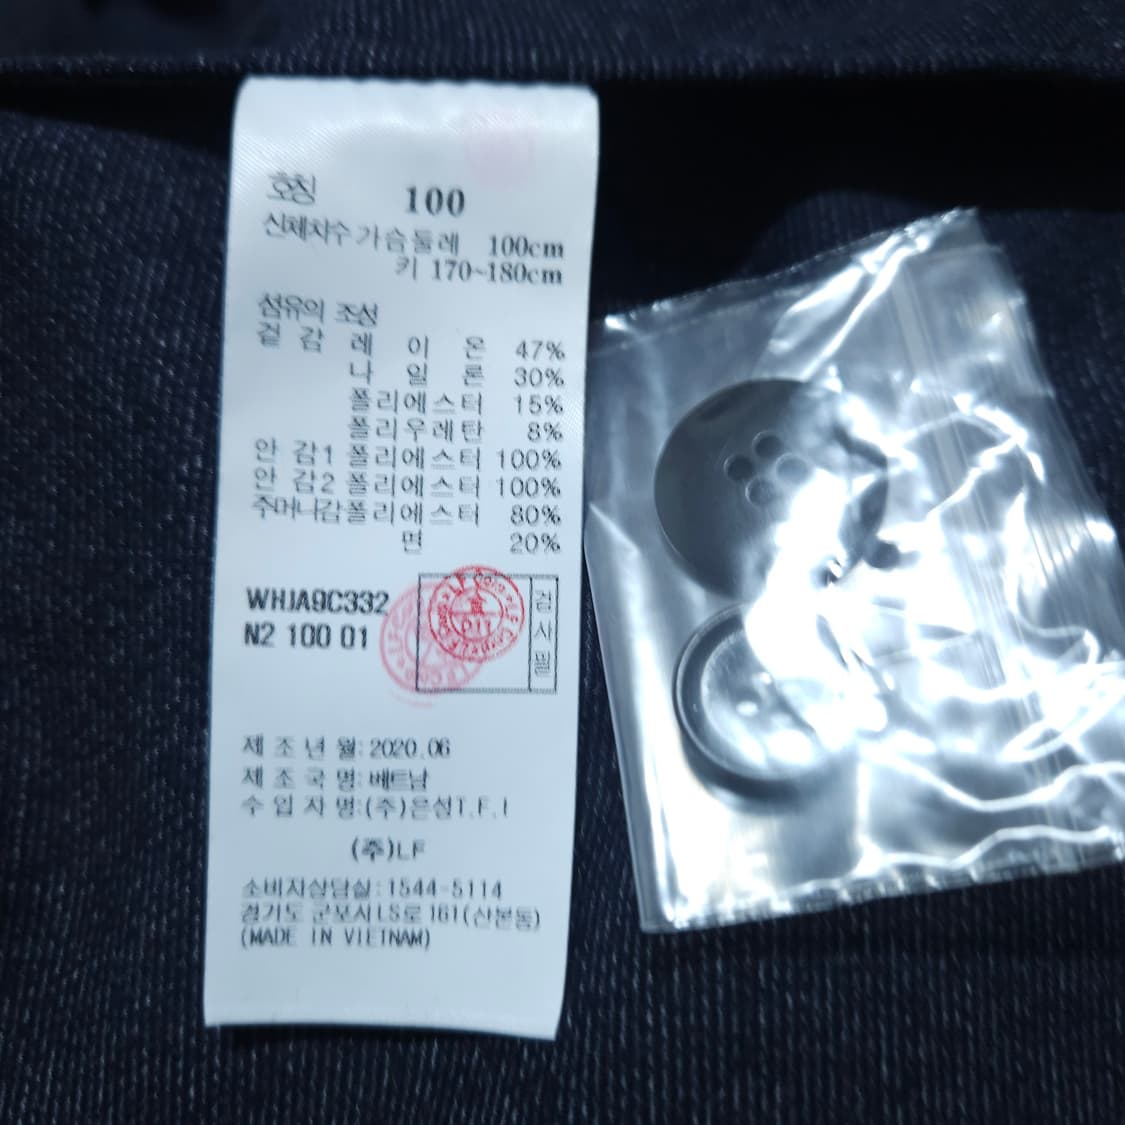 호칭 100
신체치수 가슴둘레 100cm
키 170~180cm
섬유의 조성
겉 감 레 이 온 47%
나 일 론 30%
폴리에스터 15%
폴리우레탄 8%
안 감1 폴리에스터 100%
안 감2 폴리에스터 100%
주머니감폴리에스터 80%
면 20%
WHJA9C332
N2 100 01
검사필
제 조 년 월: 2020.06
제 조 국 명: 베트남
수 입 자 명:(주)은성T.F.I
(주)LF
소비자상담실:1544-5114
경기도 군포시LS로 161(산본동)
(MADE IN VIETNAM)